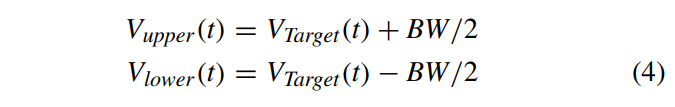 V_upper(t) = V_Target(t) + BW/2
V_lower(t) = V_Target(t) − BW/2 (4)